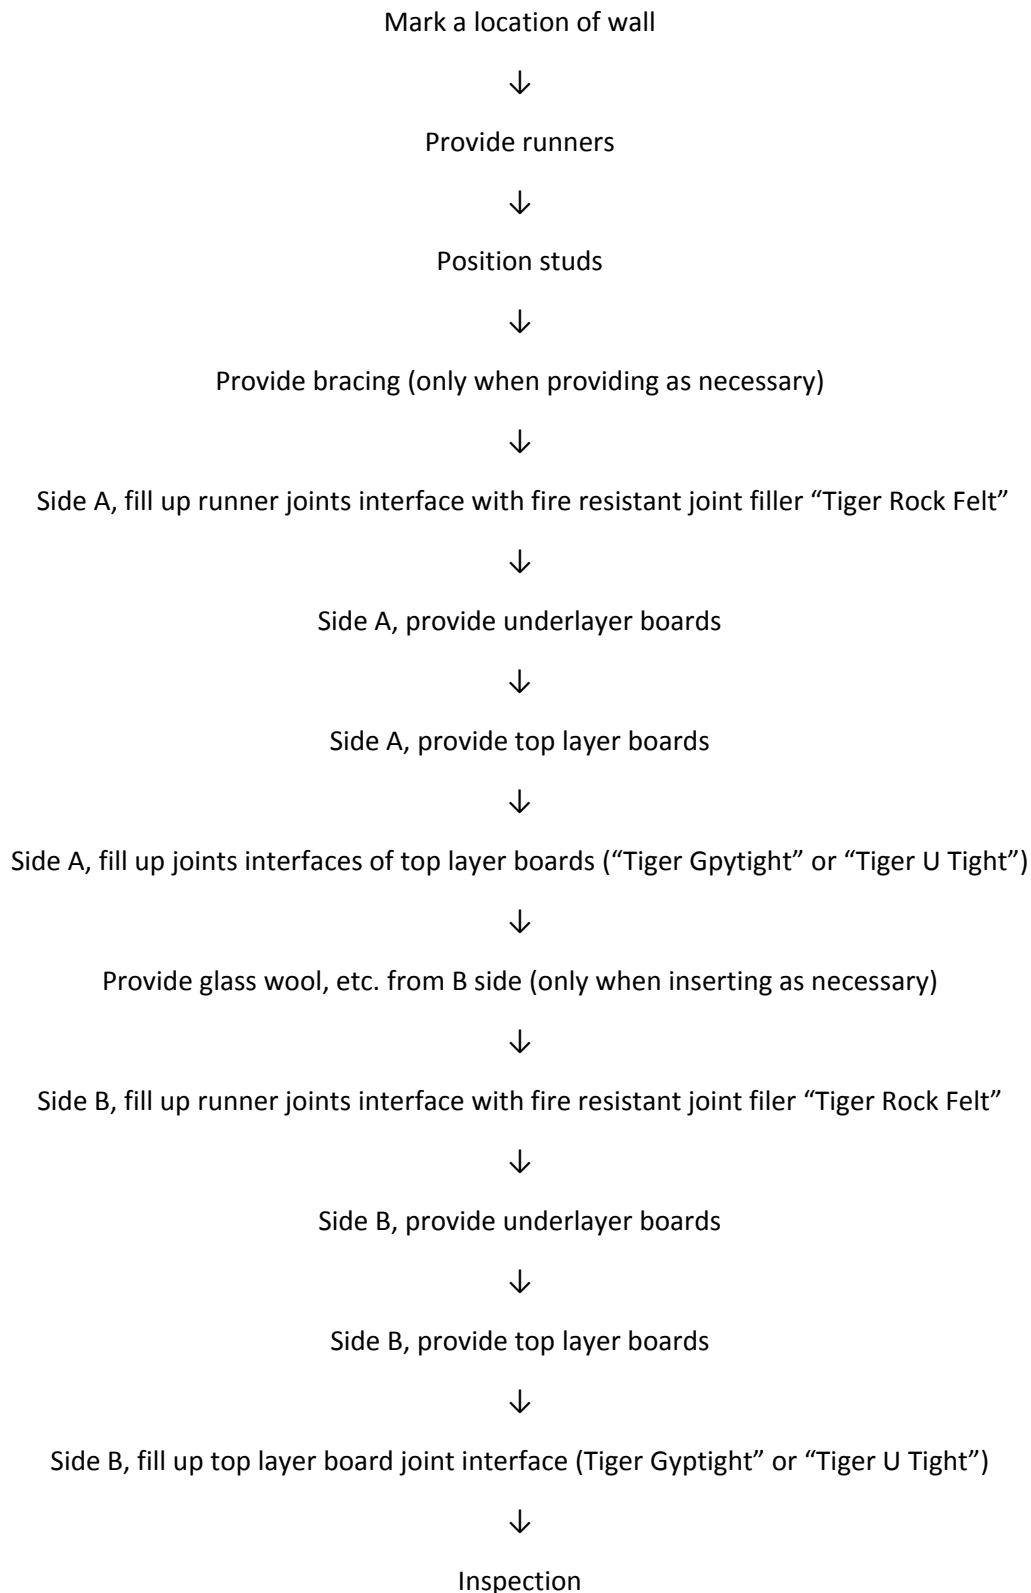 Mark a location of wall
↓
Provide runners
↓
Position studs
↓
Provide bracing (only when providing as necessary)
↓
Side A, fill up runner joints interface with fire resistant joint filler “Tiger Rock Felt”
↓
Side A, provide underlayer boards
↓
Side A, provide top layer boards
↓
Side A, fill up joints interfaces of top layer boards (“Tiger Gpytight” or “Tiger U Tight”)
↓
Provide glass wool, etc. from B side (only when inserting as necessary)
↓
Side B, fill up runner joints interface with fire resistant joint filer “Tiger Rock Felt”
↓
Side B, provide underlayer boards
↓
Side B, provide top layer boards
↓
Side B, fill up top layer board joint interface (Tiger Gyptight” or “Tiger U Tight”)
↓
Inspection